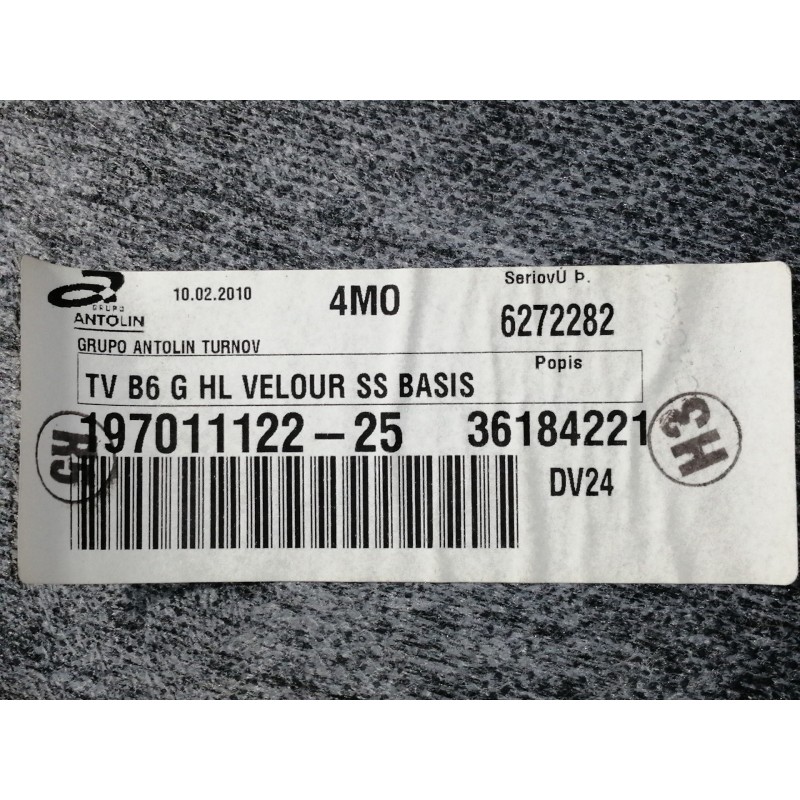 GRUPO
ANTOLIN
10.02.2010
4M0
SeriovÚ Þ.
6272282
GRUPO ANTOLIN TURNOV
Popis
TV B6 G HL VELOUR SS BASIS
197011122-25
36184221
DV24
R5
H3